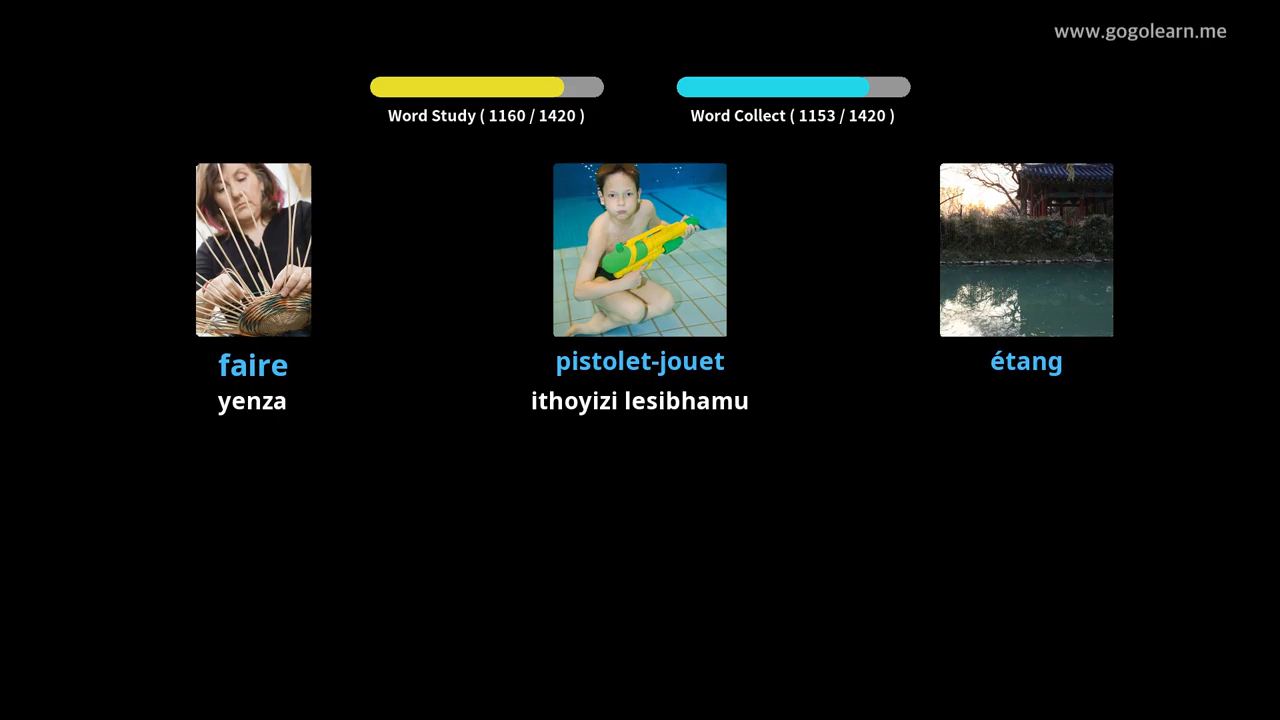 www.gogolearn.me
Word Study ( 1160 / 1420 )
Word Collect ( 1153 / 1420 )
faire
yenza
pistolet-jouet
ithoyizi lesibhamu
étang